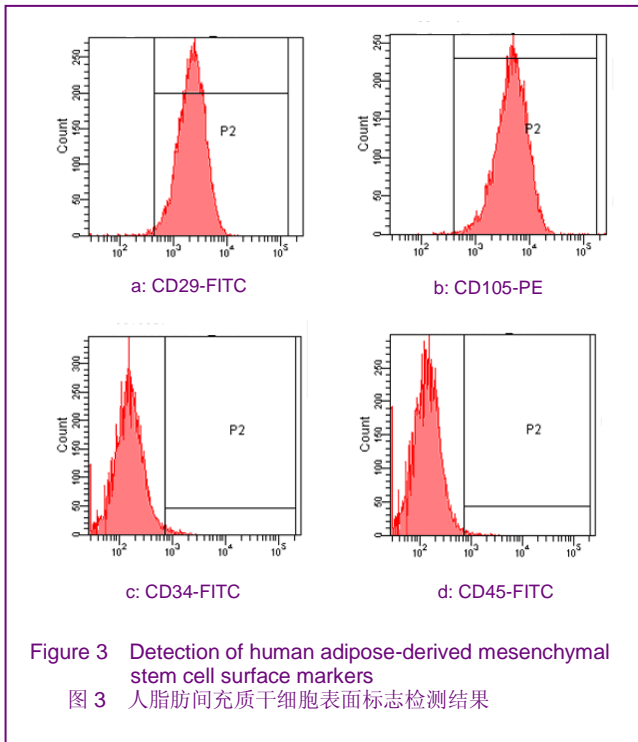 250
200
150
100
50
0
Count
P2
10² 10³ 10⁴ 10⁵
a: CD29-FITC
250
200
150
100
50
0
Count
P2
10² 10³ 10⁴ 10⁵
b: CD105-PE
300
250
200
150
100
50
0
Count
P2
10² 10³ 10⁴ 10⁵
c: CD34-FITC
250
200
150
100
50
0
Count
P2
10² 10³ 10⁴ 10⁵
d: CD45-FITC
Figure 3 Detection of human adipose-derived mesenchymal
stem cell surface markers
图 3 人脂肪间充质干细胞表面标志检测结果